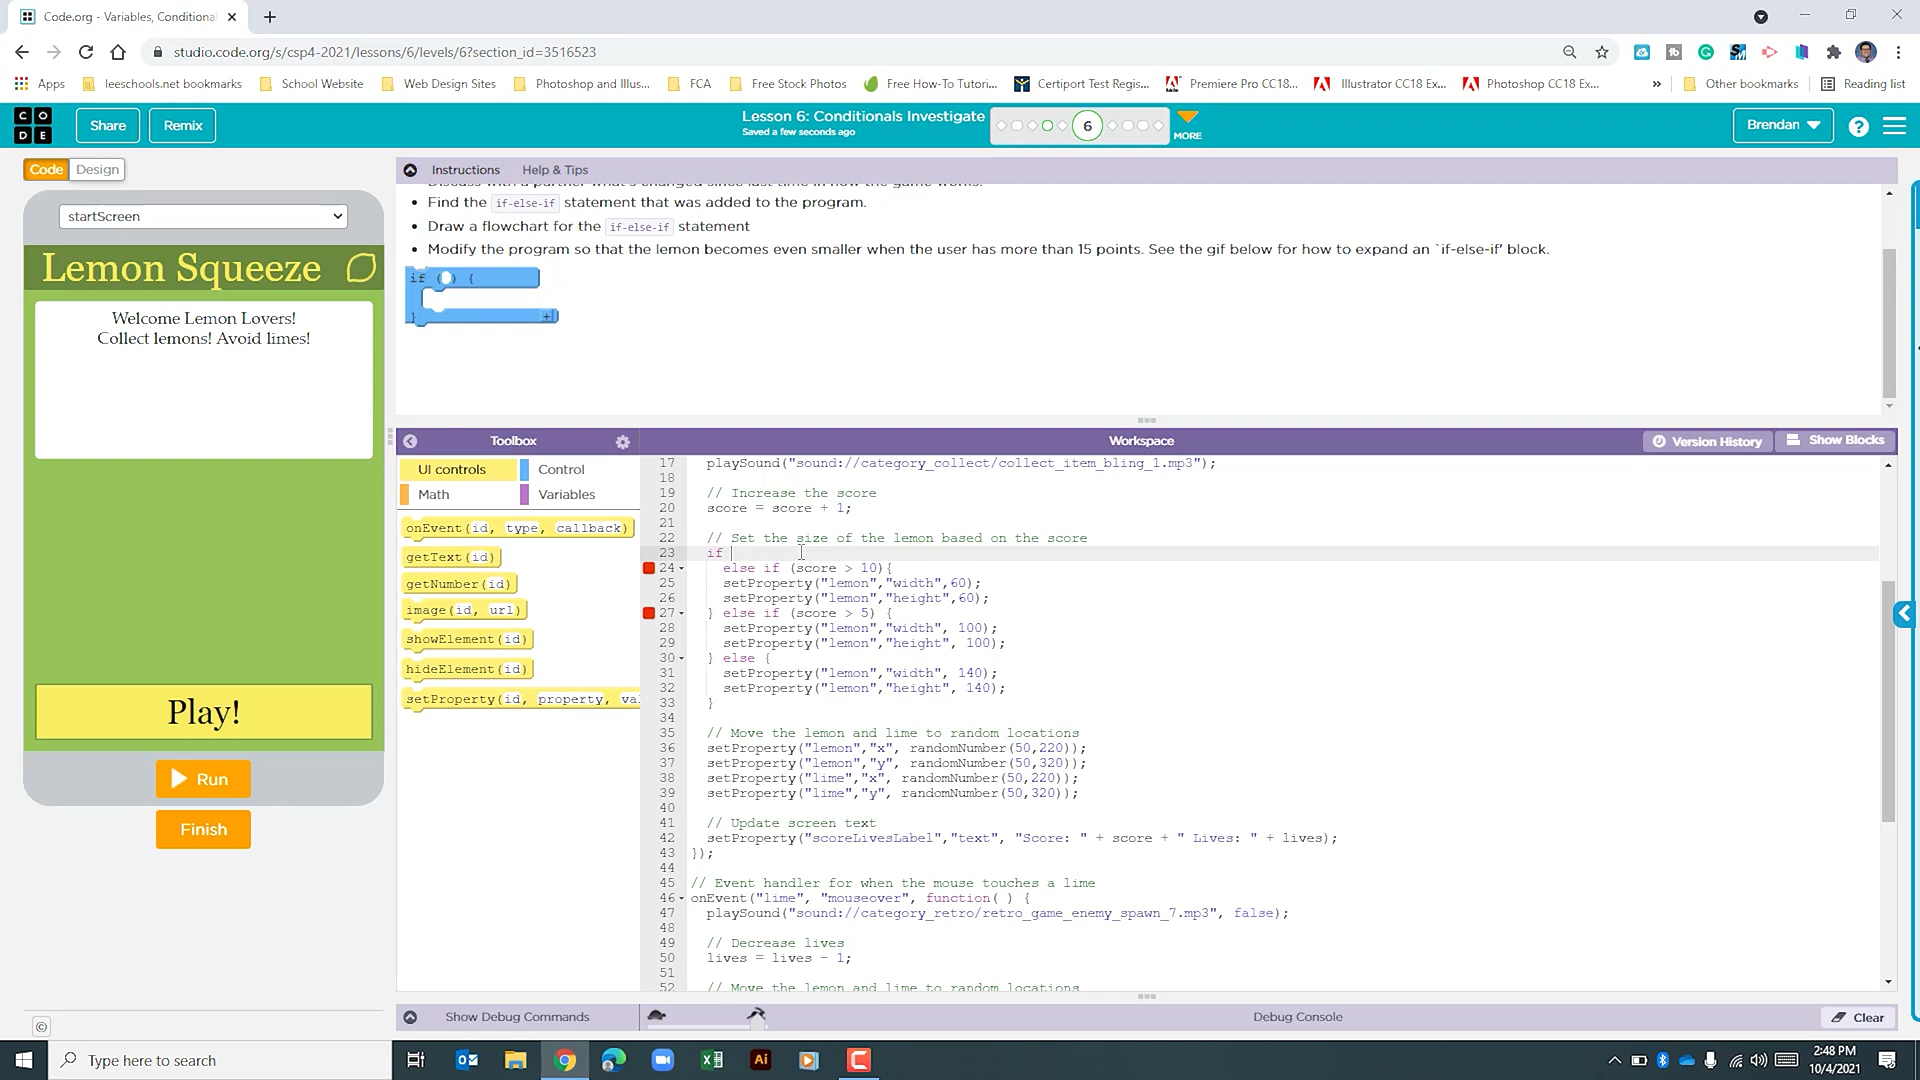 Code.org - Variables, Conditional
studio.code.org/s/csp4-2021/lessons/6/levels/6?section_id=3516523
Apps
leeschools.net bookmarks
School Website
Web Design Sites
Photoshop and Illus...
FCA
Free Stock Photos
Free How-To Tutori...
Certiport Test Regis...
Premiere Pro CC18...
Illustrator CC18 Ex...
Photoshop CC18 Ex...
Other bookmarks
Reading list
CODE
Share
Remix
Lesson 6: Conditionals Investigate
Saved a few seconds ago
6
MORE
Brendan
Code
Design
startScreen
Lemon Squeeze
Welcome Lemon Lovers!
Collect lemons! Avoid limes!
Play!
Run
Finish
Instructions
Help & Tips
Discuss with a partner what's changed since last time in how the game works.
• Find the if-else-if statement that was added to the program.
• Draw a flowchart for the if-else-if statement
• Modify the program so that the lemon becomes even smaller when the user has more than 15 points. See the gif below for how to expand an `if-else-if' block.
if ( ) {
} +
Toolbox
Workspace
Version History
Show Blocks
UI controls
Control
Math
Variables
onEvent(id, type, callback)
getText(id)
getNumber(id)
image(id, url)
showElement(id)
hideElement(id)
setProperty(id, property, val
17 playSound("sound://category_collect/collect_item_bling_1.mp3");
18
19 // Increase the score
20 score = score + 1;
21
22 // Set the size of the lemon based on the score
23 if
24 else if (score > 10){
25 setProperty("lemon","width",60);
26 setProperty("lemon","height",60);
27 } else if (score > 5) {
28 setProperty("lemon","width", 100);
29 setProperty("lemon","height", 100);
30 } else {
31 setProperty("lemon","width", 140);
32 setProperty("lemon","height", 140);
33 }
34
35 // Move the lemon and lime to random locations
36 setProperty("lemon","x", randomNumber(50,220));
37 setProperty("lemon","y", randomNumber(50,320));
38 setProperty("lime","x", randomNumber(50,220));
39 setProperty("lime","y", randomNumber(50,320));
40
41 // Update screen text
42 setProperty("scoreLivesLabel","text", "Score: " + score + " Lives: " + lives);
43 });
44
45 // Event handler for when the mouse touches a lime
46 onEvent("lime", "mouseover", function( ) {
47 playSound("sound://category_retro/retro_game_enemy_spawn_7.mp3", false);
48
49 // Decrease lives
50 lives = lives - 1;
51
52 // Move the lemon and lime to random locations
Show Debug Commands
Debug Console
Clear
Type here to search
2:48 PM
10/4/2021